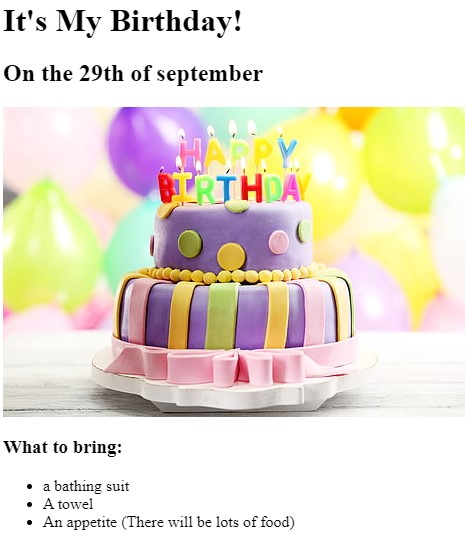 It's My Birthday!
On the 29th of september
HAPPY
BIRTHDAY
What to bring:
a bathing suit
A towel
An appetite (There will be lots of food)